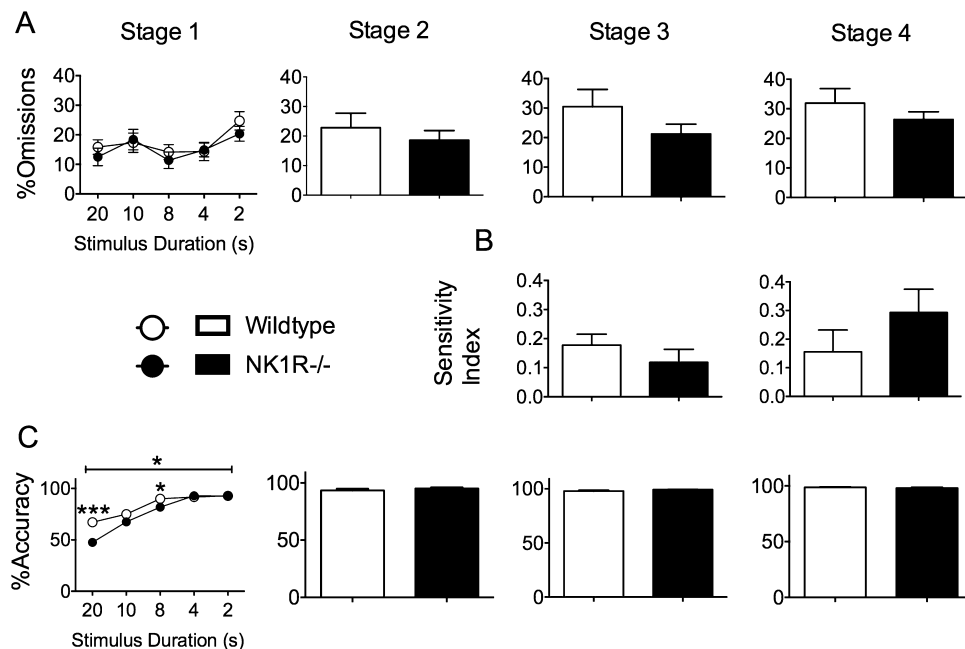 A
Stage 1
Stage 2
Stage 3
Stage 4
%Omissions
40
30
20
10
0
20 10 8 4 2
Stimulus Duration (s)
40
30
20
10
0
40
30
20
10
0
40
30
20
10
0
B
Wildtype
NK1R-/-
Sensitivity
Index
0.4
0.3
0.2
0.1
0.0
0.4
0.3
0.2
0.1
0.0
C
%Accuracy
*
***
*
100
50
0
20 10 8 4 2
Stimulus Duration (s)
100
50
0
100
50
0
100
50
0